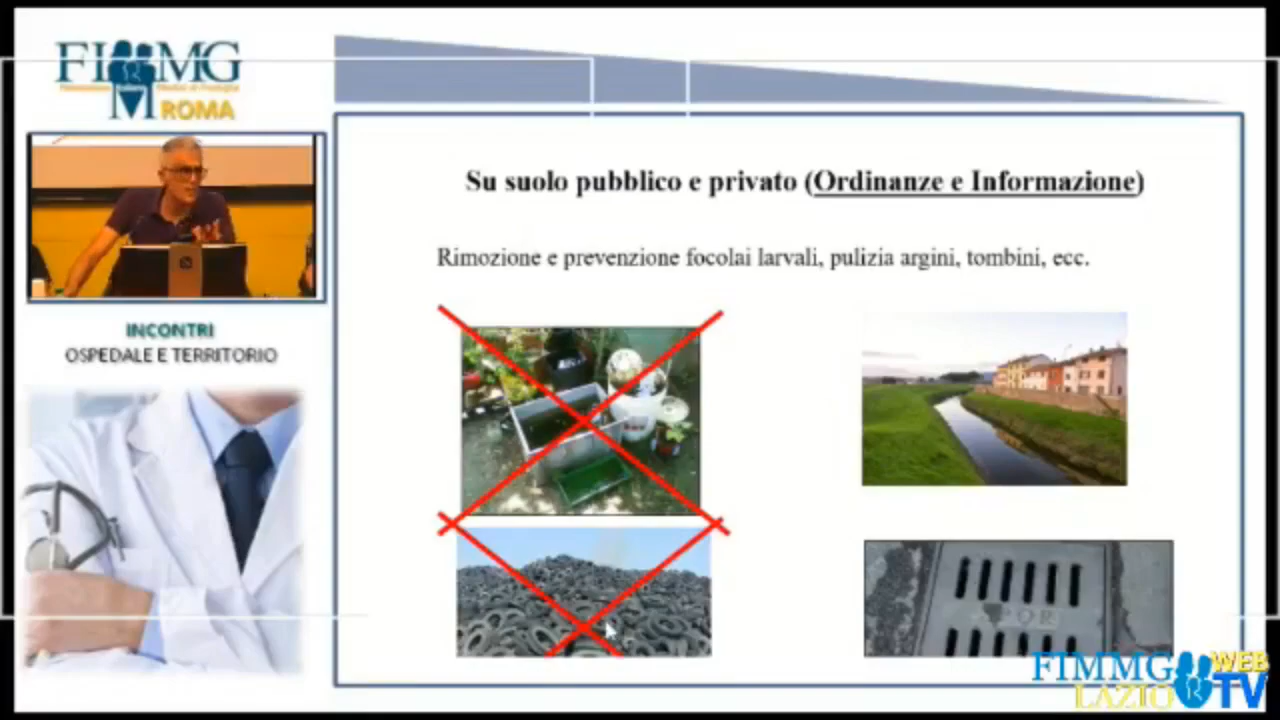 FIMMG
ROMA
INCONTRI
OSPEDALE E TERRITORIO
Su suolo pubblico e privato (Ordinanze e Informazione)
Rimozione e prevenzione focolai larvali, pulizia argini, tombini, ecc.
FIMMG
LAZIO
WEB
TV